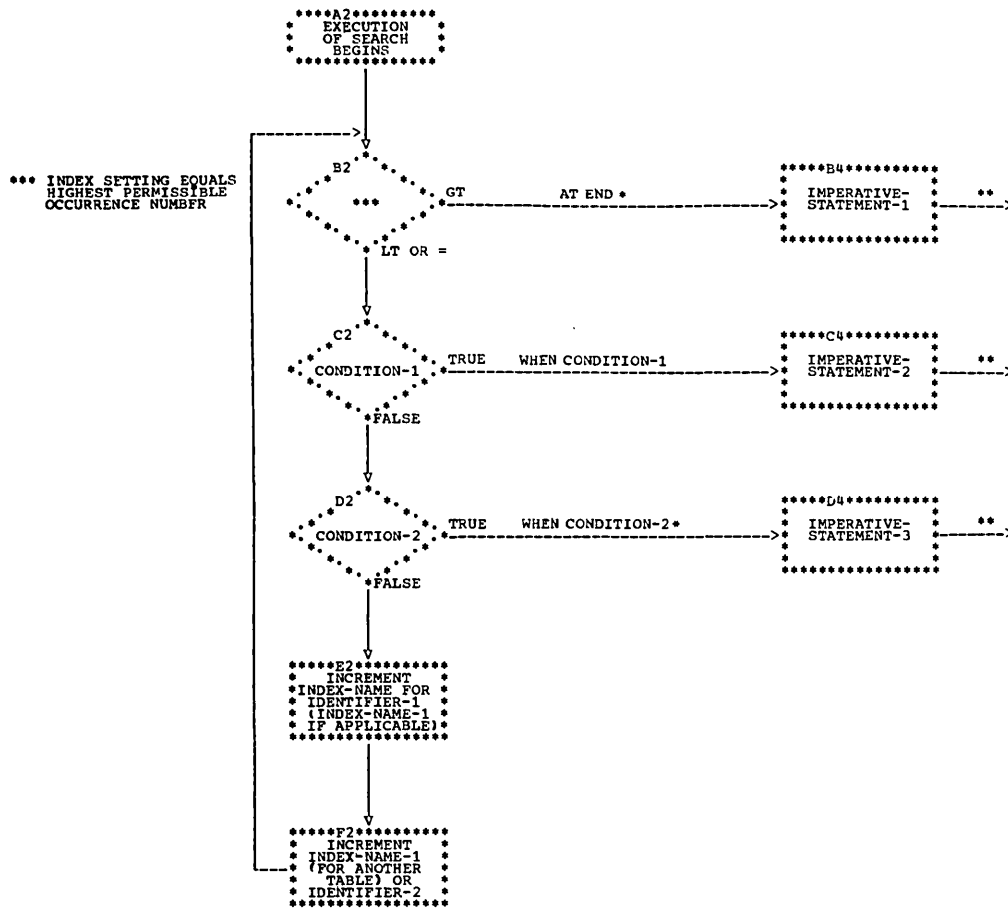 A2
EXECUTION
OF SEARCH
BEGINS
*** INDEX SETTING EQUALS
HIGHEST PERMISSIBLE
OCCURRENCE NUMBER
B2
***
GT
AT END *
LT OR =
B4
IMPERATIVE-
STATEMENT-1
**
C2
CONDITION-1
TRUE
WHEN CONDITION-1
FALSE
C4
IMPERATIVE-
STATEMENT-2
**
D2
CONDITION-2
TRUE
WHEN CONDITION-2*
FALSE
D4
IMPERATIVE-
STATEMENT-3
**
E2
INCREMENT
INDEX-NAME FOR
IDENTIFIER-1
(INDEX-NAME-1
IF APPLICABLE)
F2
INCREMENT
INDEX-NAME-1
(FOR ANOTHER
TABLE) OR
IDENTIFIER-2